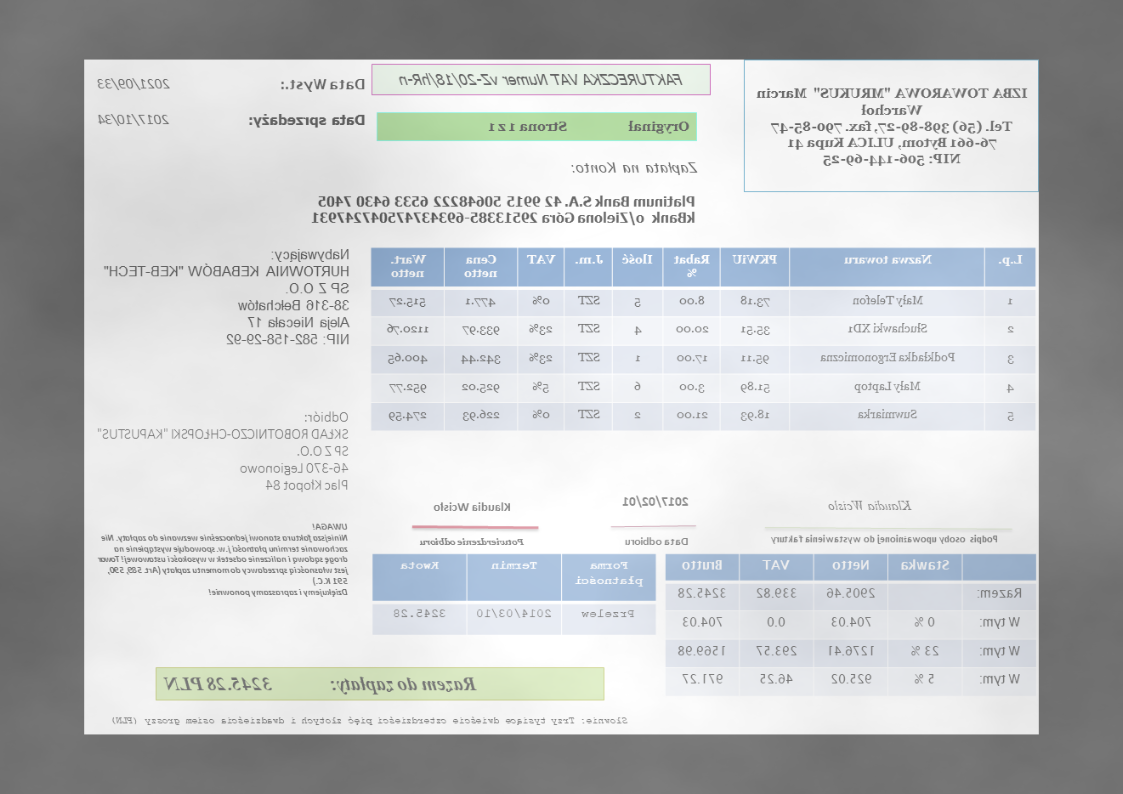 IZBA TOWAROWA "MRUKUS" Marcin
Warchoł
Tel. (56) 398-89-27, fax. 790-85-47
76-661 Bytom, ULICA Kupa 41
NIP: 506-144-69-25
FAKTURECZKA VAT Numer vZ-20/18/hR-n
Oryginał Strona 1 z 1
Data Wyst.: 2021/09/33
Data sprzedaży: 2017/10/34
Zapłata na Konto:
Platinum Bank S.A. 42 9915 50648222 6533 6430 7405
kBank o/Zielona Góra 29513385-693437475047247931
L.p. Nazwa towaru PKWiU Rabat % Ilość J.m. VAT Cena netto Wart. netto
1 Mały Telefon 73.18 8.00 5 SZT 0% 477.1 515.27
2 Słuchawki XD1 35.51 20.00 4 SZT 23% 933.97 1120.76
3 Podkładka Ergonomiczna 95.11 17.00 1 SZT 23% 342.44 400.65
4 Mały Laptop 51.89 3.00 6 SZT 5% 925.02 952.77
5 Suwmiarka 18.93 21.00 2 SZT 0% 226.93 274.59
Nabywający:
HURTOWNIA KEBABÓW "KEB-TECH"
SP Z O.O.
38-316 Bełchatów
Aleja Niecała 17
NIP: 582-158-29-92
Odbiór:
SKŁAD ROBOTNICZO-CHŁOPSKI "KAPUSTUS"
SP Z O.O.
46-370 Legionowo
Plac Kłopot 84
Klaudia Wcisło
Podpis osoby upoważnionej do wystawienia faktury
2017/02/01
Data odbioru
Klaudia Wcisło
Potwierdzenie odbioru
UWAGA!
Niniejsza faktura stanowi jednocześnie wezwanie do zapłaty. Nie
zachowanie terminu płatności j.w. spowoduje wystąpienie na
drogę sądową i naliczenie odsetek w wysokości ustawowej! Towar
jest własnością sprzedawcy do momentu zapłaty (Art. 589, 590,
591 K.C.)
Dziękujemy i zapraszamy ponownie!
Stawka Netto VAT Brutto
Razem: 2905.46 339.82 3245.28
W tym: 0 % 704.03 0.0 704.03
W tym: 23 % 1276.41 293.57 1569.98
W tym: 5 % 925.02 46.25 971.27
Forma płatności Termin Kwota
Przelew 2014/03/10 3245.28
Razem do zapłaty: 3245.28 PLN
Słownie: Trzy tysiące dwieście czterdzieści pięć złotych i dwadzieścia osiem groszy (PLN)